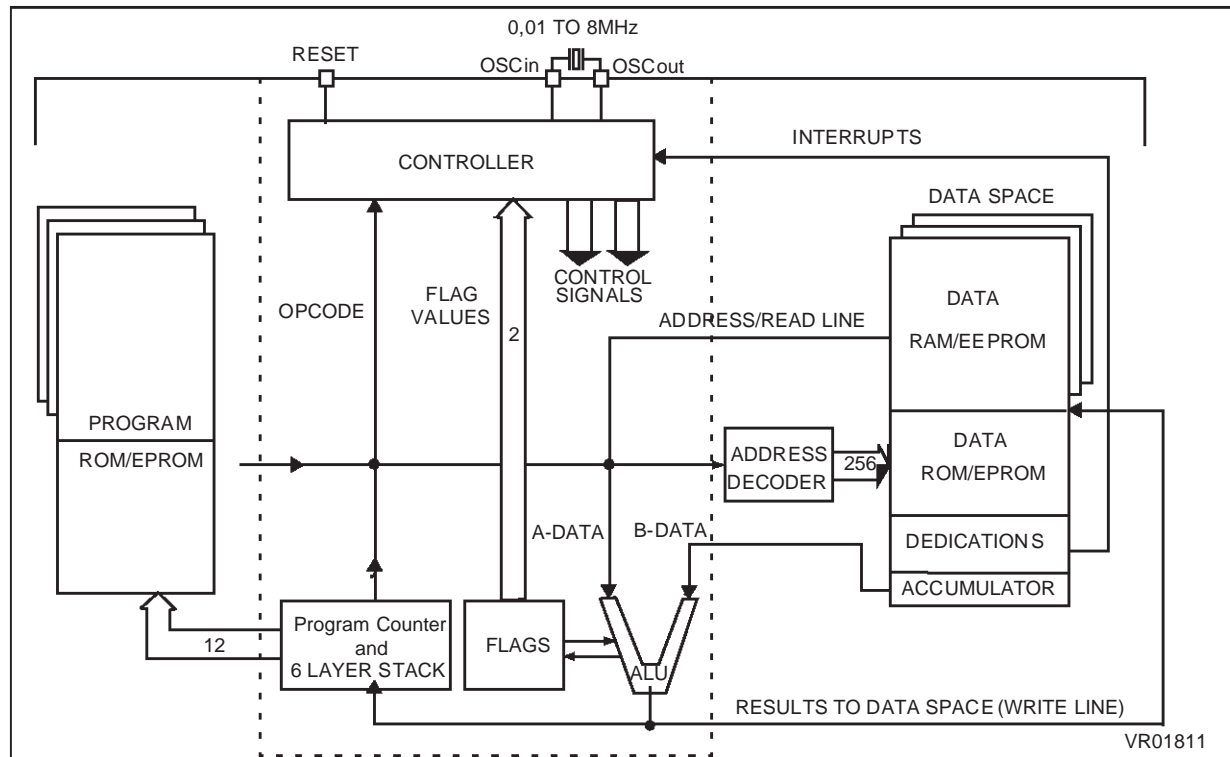 0,01 TO 8MHz
RESET
OSCin
OSCout
INTERRUPTS
CONTROLLER
DATA SPACE
CONTROL
SIGNALS
FLAG
VALUES
OPCODE
2
ADDRESS/READ LINE
DATA
RAM/EEPROM
PROGRAM
ROM/EPROM
ADDRESS
DECODER
256
DATA
ROM/EPROM
A-DATA
B-DATA
DEDICATIONS
ACCUMULATOR
12
Program Counter
and
6 LAYER STACK
FLAGS
ALU
RESULTS TO DATA SPACE (WRITE LINE)
VR01811